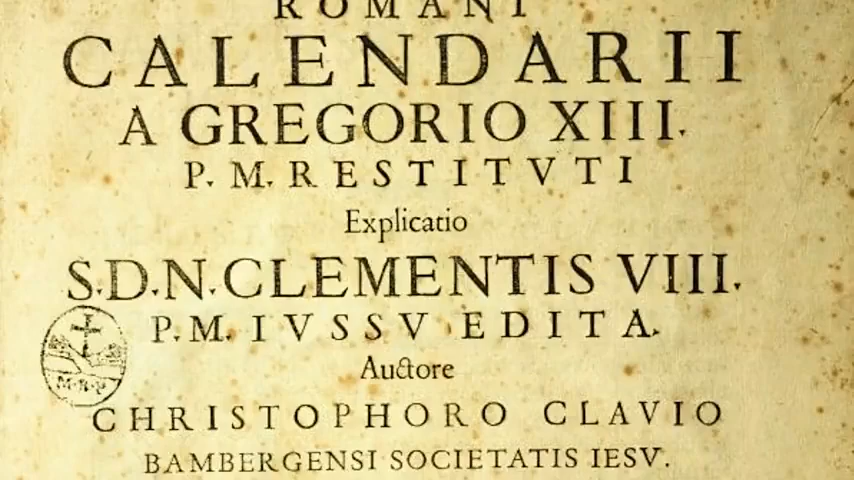 ROMANI
CALENDARII
A GREGORIO XIII.
P. M. RESTITVTI
Explicatio
S.D.N. CLEMENTIS VIII.
P.M. IVSSV EDITA.
Auctore
CHRISTOPHORO CLAVIO
BAMBERGENSI SOCIETATIS IESV.